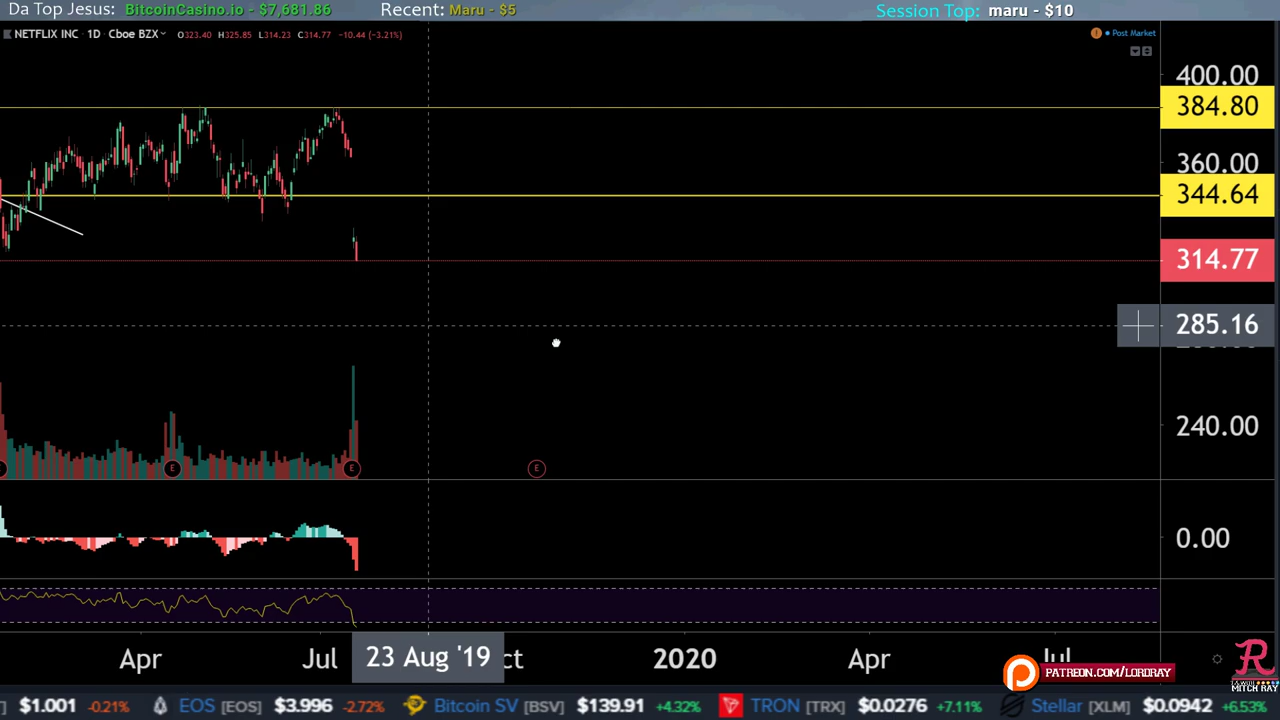 Da Top Jesus: BitcoinCasino.io - $7,681.86 Recent: Maru - $5 Session Top: maru - $10
NETFLIX INC 1D Cboe BZX O323.40 H325.85 L314.23 C314.77 -10.44 (-3.21%) Post Market
400.00
384.80
360.00
344.64
314.77
285.16
240.00
E E E
0.00
Apr Jul 23 Aug '19 2020 Apr
PATREON.COM/LORDRAY
MITCH RAY
$1.001 -0.21% EOS [EOS] $3.996 -2.72% Bitcoin SV [BSV] $139.91 +4.32% TRON [TRX] $0.0276 +7.11% Stellar [XLM] $0.0942 +6.53%